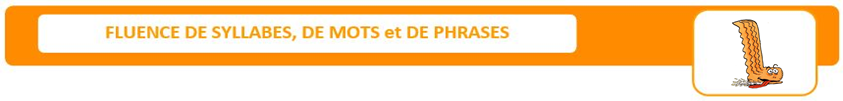 FLUENCE DE SYLLABES, DE MOTS et DE PHRASES